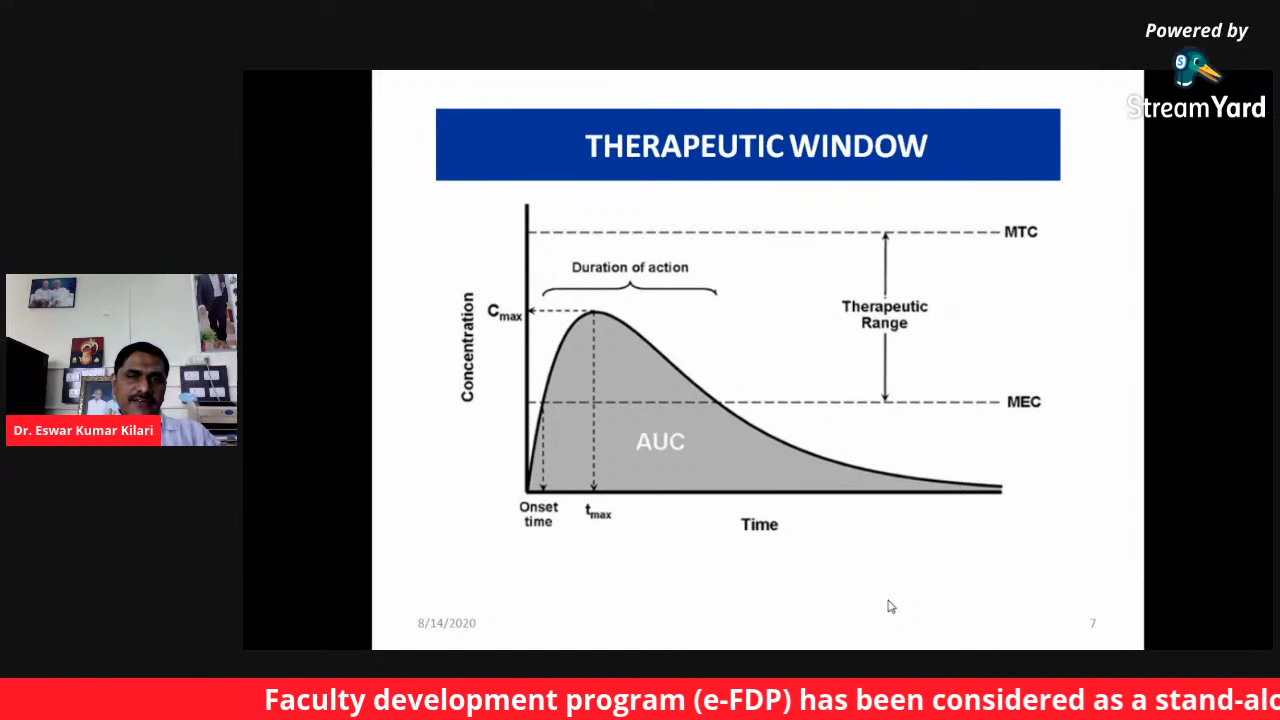 Powered by
StreamYard
THERAPEUTIC WINDOW
MTC
Duration of action
Cmax
Therapeutic
Range
Concentration
MEC
AUC
Onset
time
tmax
Time
8/14/2020
7
Dr. Eswar Kumar Kilari
Faculty development program (e-FDP) has been considered as a stand-alo